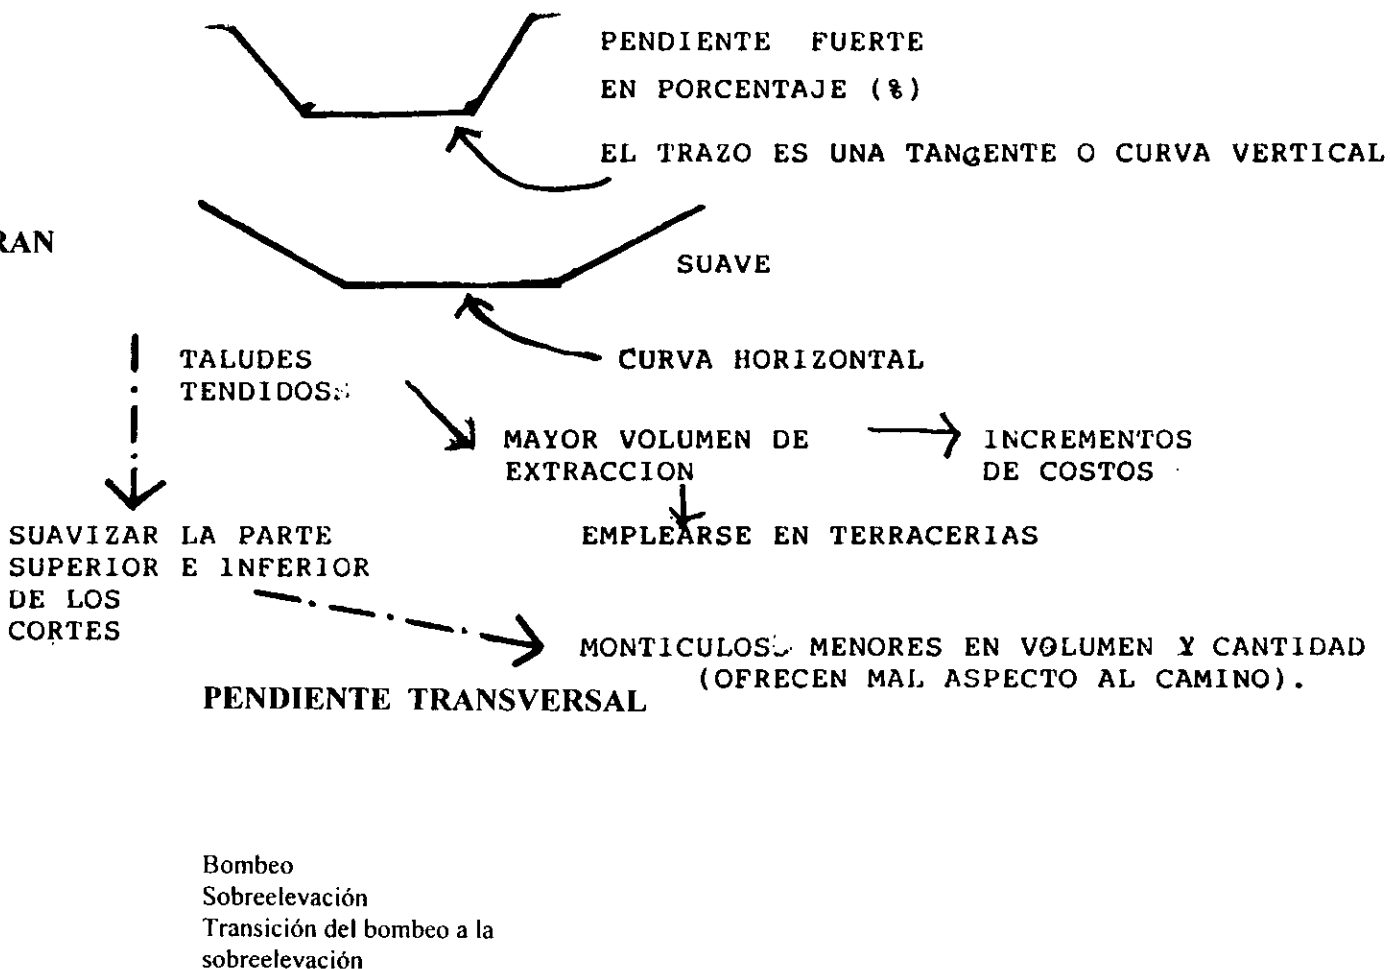 PENDIENTE FUERTE
EN PORCENTAJE (%)
EL TRAZO ES UNA TANGENTE O CURVA VERTICAL
RAN
SUAVE
CURVA HORIZONTAL
TALUDES
TENDIDOS
MAYOR VOLUMEN DE
EXTRACCION
INCREMENTOS
DE COSTOS
SUAVIZAR LA PARTE
SUPERIOR E INFERIOR
DE LOS
CORTES
EMPLEARSE EN TERRACERIAS
MONTICULOS MENORES EN VOLUMEN Y CANTIDAD
(OFRECEN MAL ASPECTO AL CAMINO).
PENDIENTE TRANSVERSAL
Bombeo
Sobreelevación
Transición del bombeo a la
sobreelevación